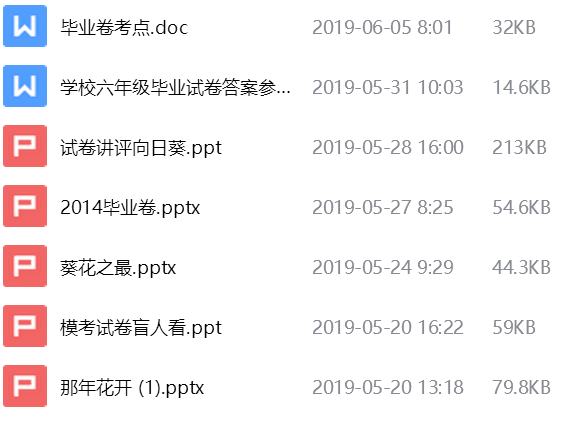 毕业卷考点.doc 2019-06-05 8:01 32KB
学校六年级毕业试卷答案参... 2019-05-31 10:03 14.6KB
试卷讲评向日葵.ppt 2019-05-28 16:00 213KB
2014毕业卷.pptx 2019-05-27 8:25 54.6KB
葵花之最.pptx 2019-05-24 9:29 44.3KB
模考试卷盲人看.ppt 2019-05-20 16:22 59KB
那年花开 (1).pptx 2019-05-20 13:18 79.8KB